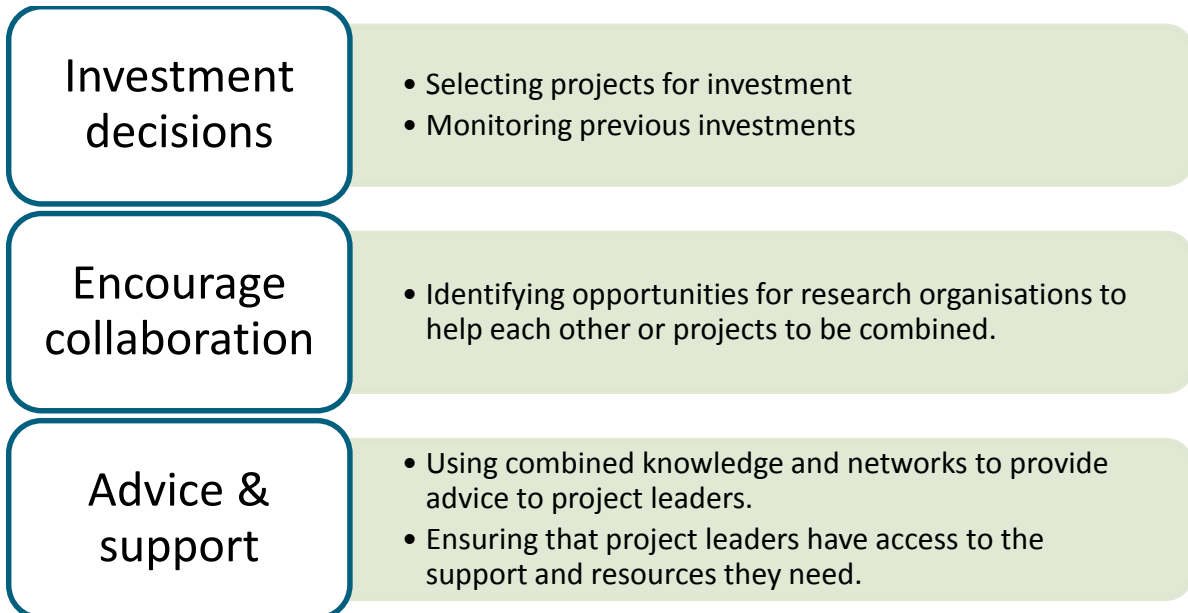 Investment
decisions
• Selecting projects for investment
• Monitoring previous investments
Encourage
collaboration
• Identifying opportunities for research organisations to
help each other or projects to be combined.
Advice &
support
• Using combined knowledge and networks to provide
advice to project leaders.
• Ensuring that project leaders have access to the
support and resources they need.